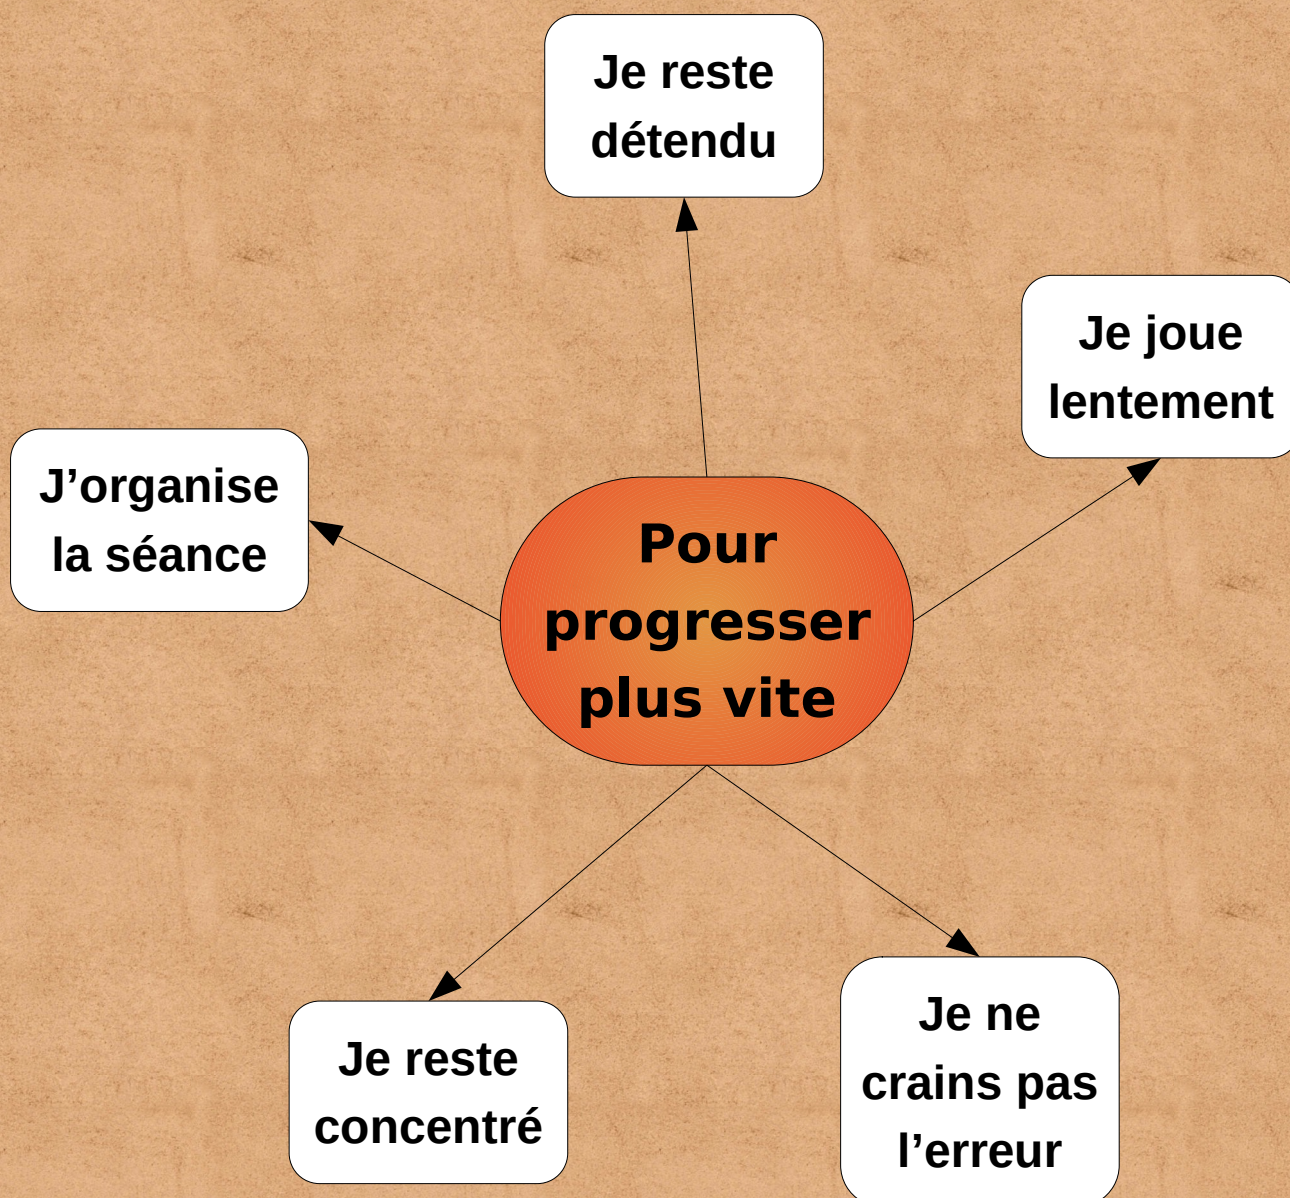 Je reste
détendu
Je joue
lentement
J’organise
la séance
Pour
progresser
plus vite
Je reste
concentré
Je ne
crains pas
l’erreur